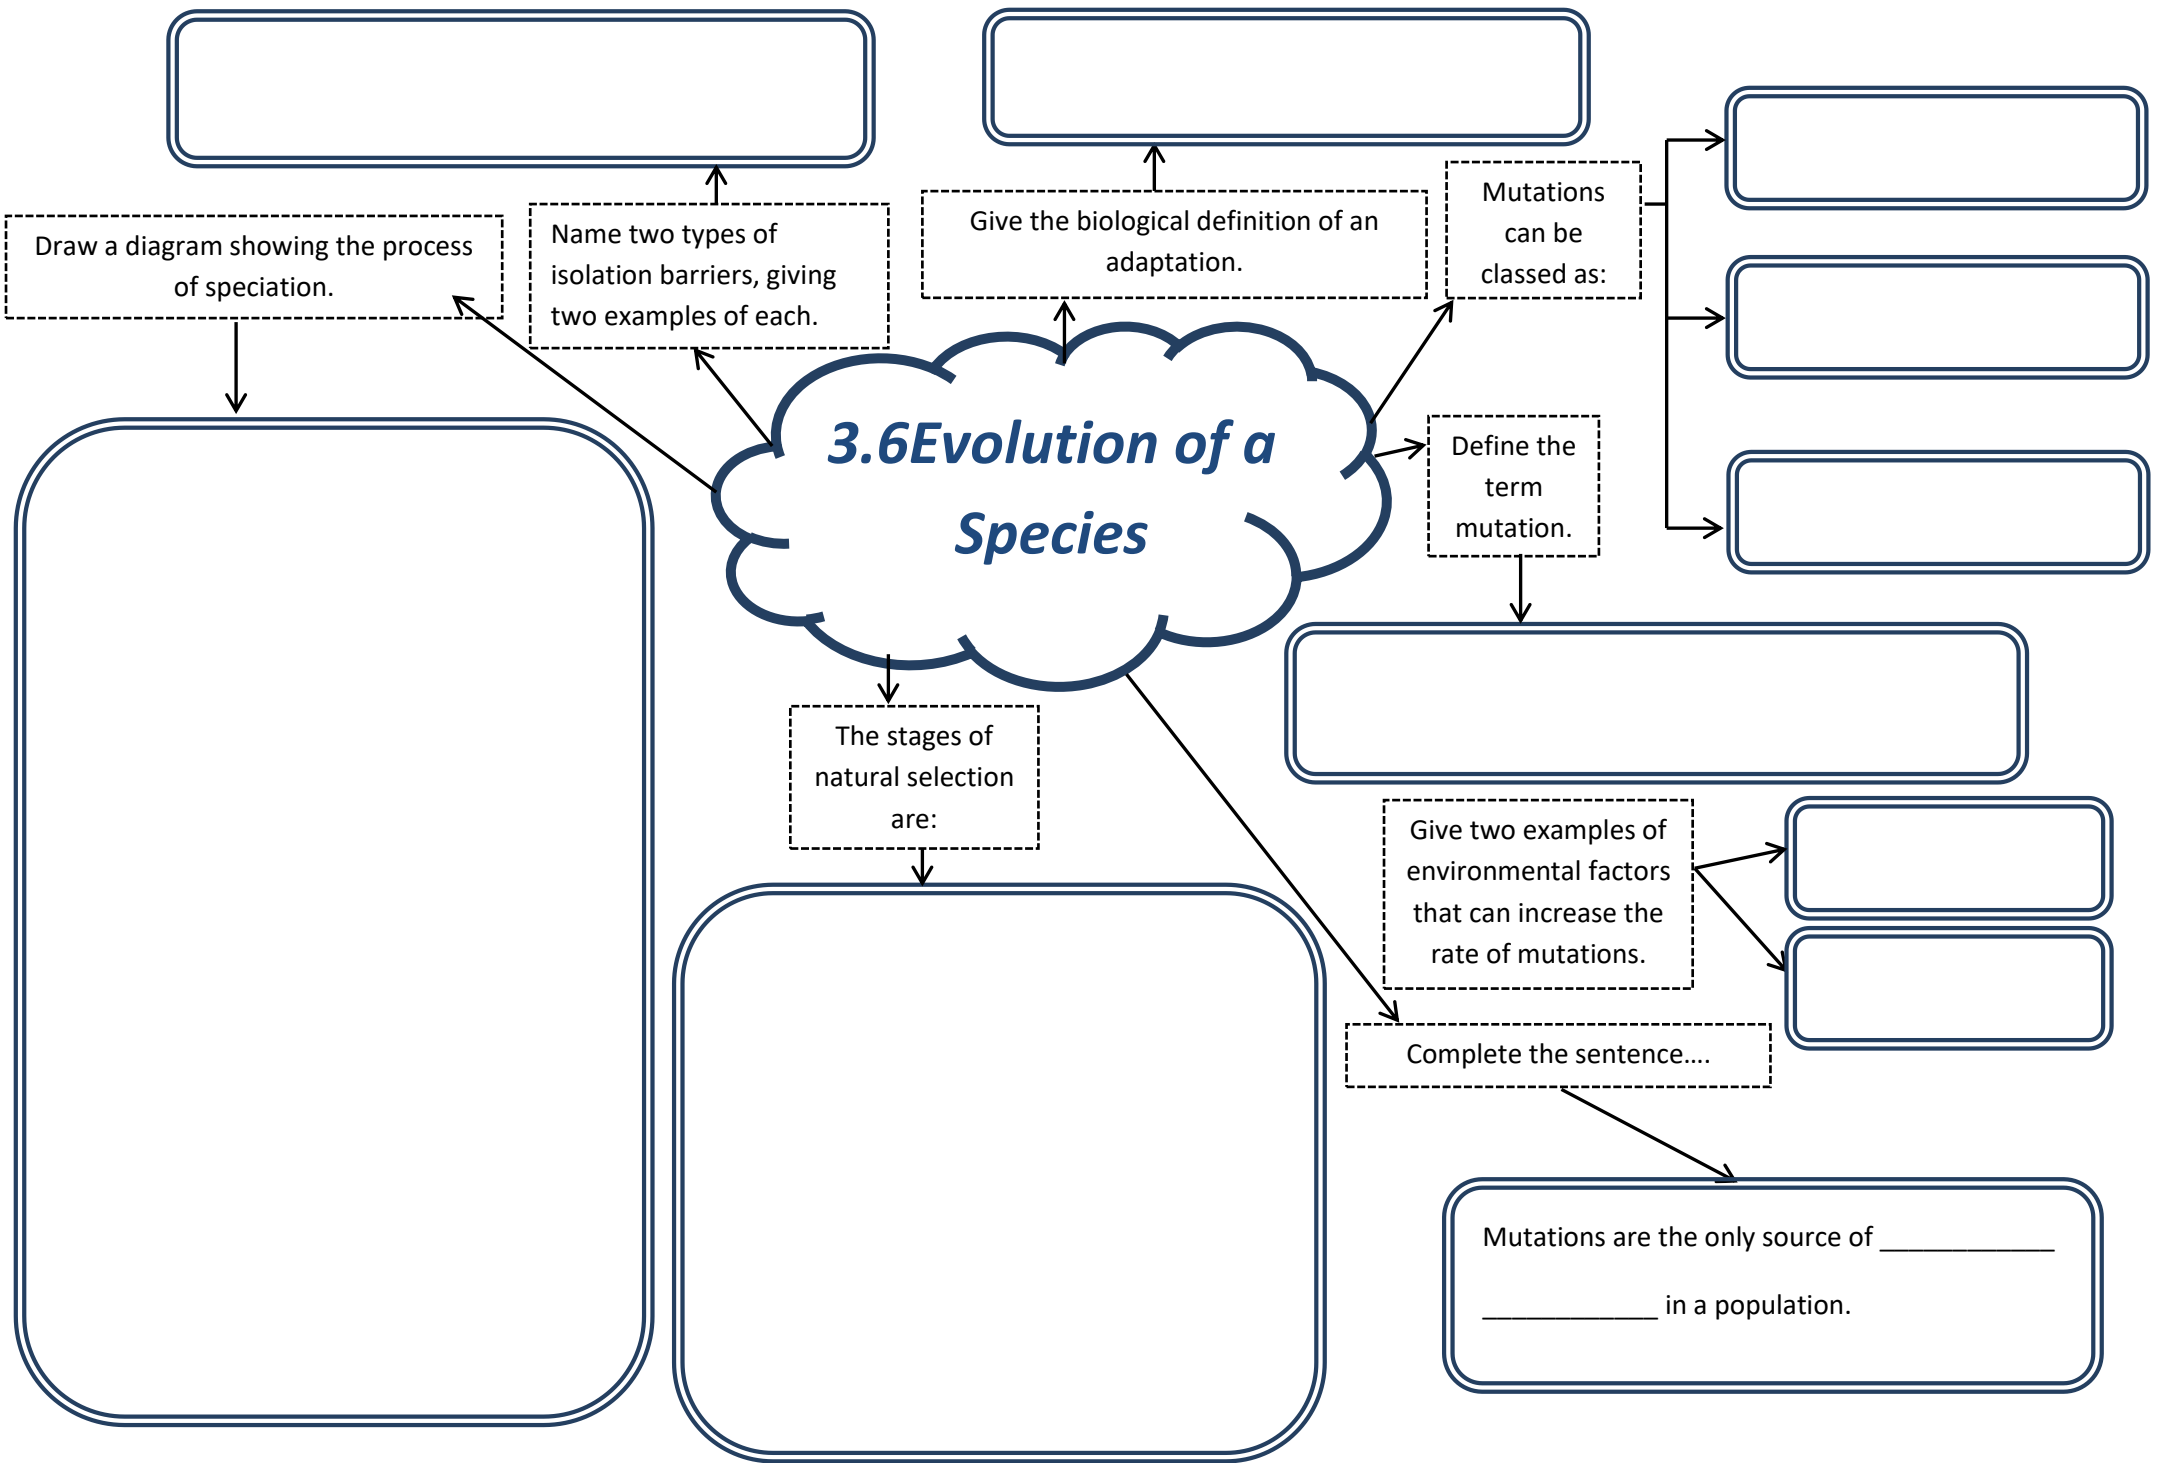 Draw a diagram showing the process
of speciation.
Name two types of
isolation barriers, giving
two examples of each.
Give the biological definition of an
adaptation.
Mutations
can be
classed as:
3.6Evolution of a
Species
Define the
term
mutation.
The stages of
natural selection
are:
Give two examples of
environmental factors
that can increase the
rate of mutations.
Complete the sentence....
Mutations are the only source of ____________
____________ in a population.